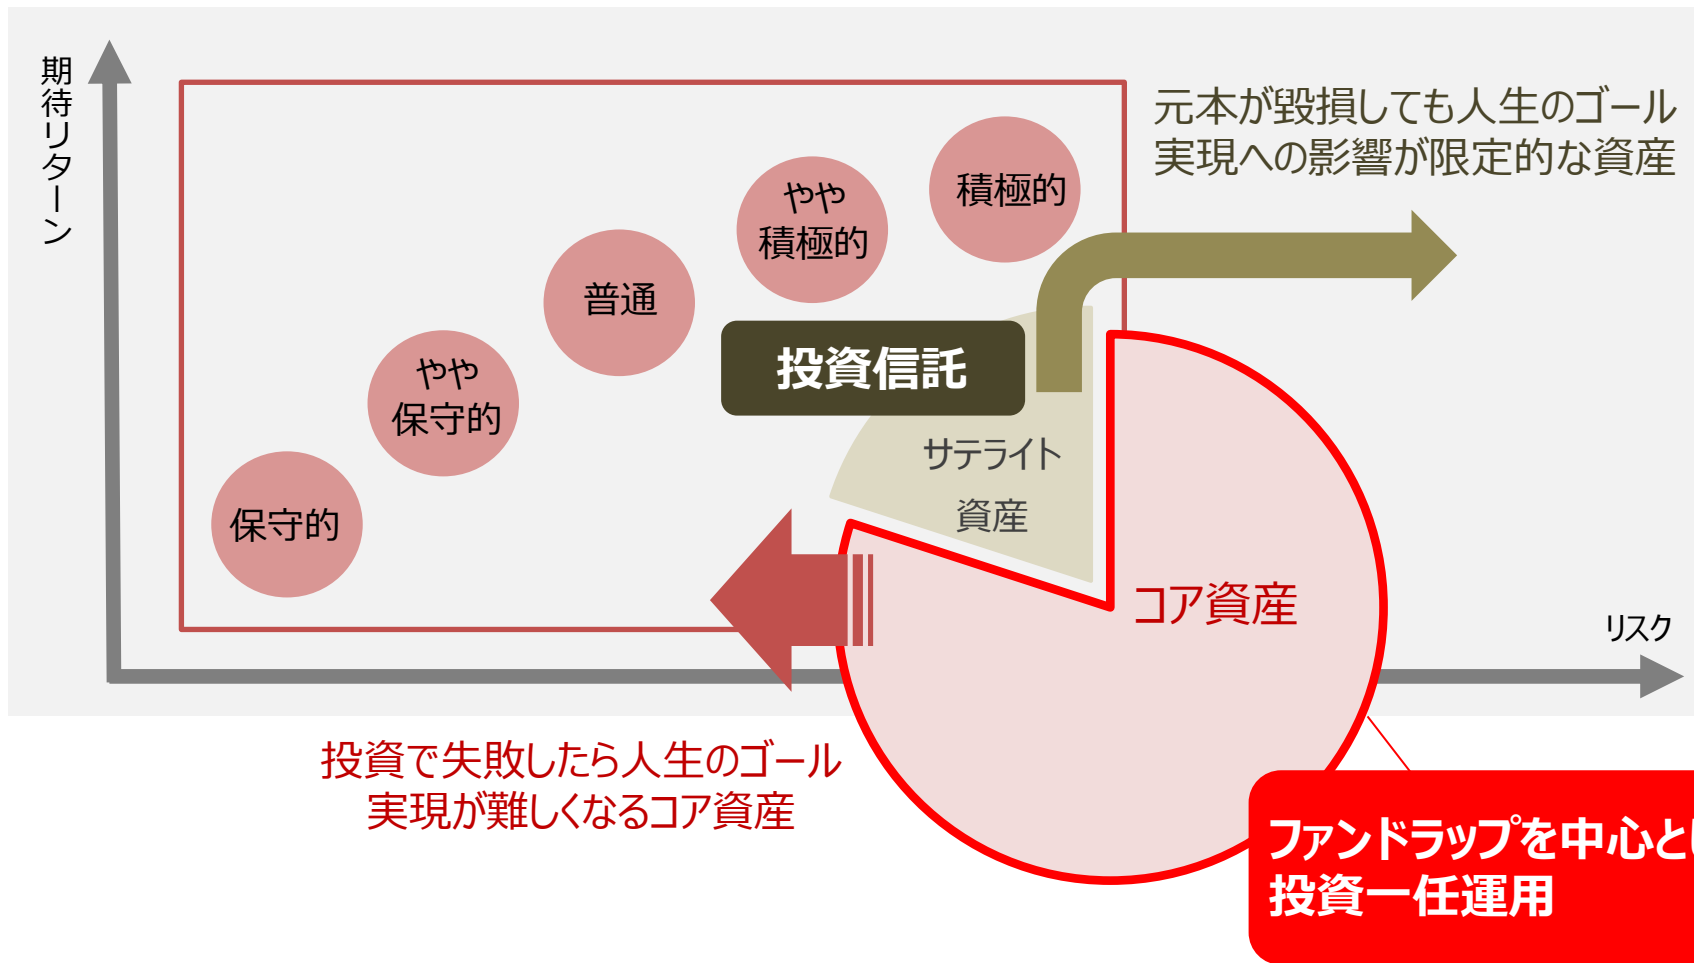 期待リターン
元本が毀損しても人生のゴール
実現への影響が限定的な資産
積極的
やや
積極的
普通
投資信託
やや
保守的
サテライト
資産
保守的
コア資産
リスク
投資で失敗したら人生のゴール
実現が難しくなるコア資産
ファンドラップを中心とし
投資一任運用